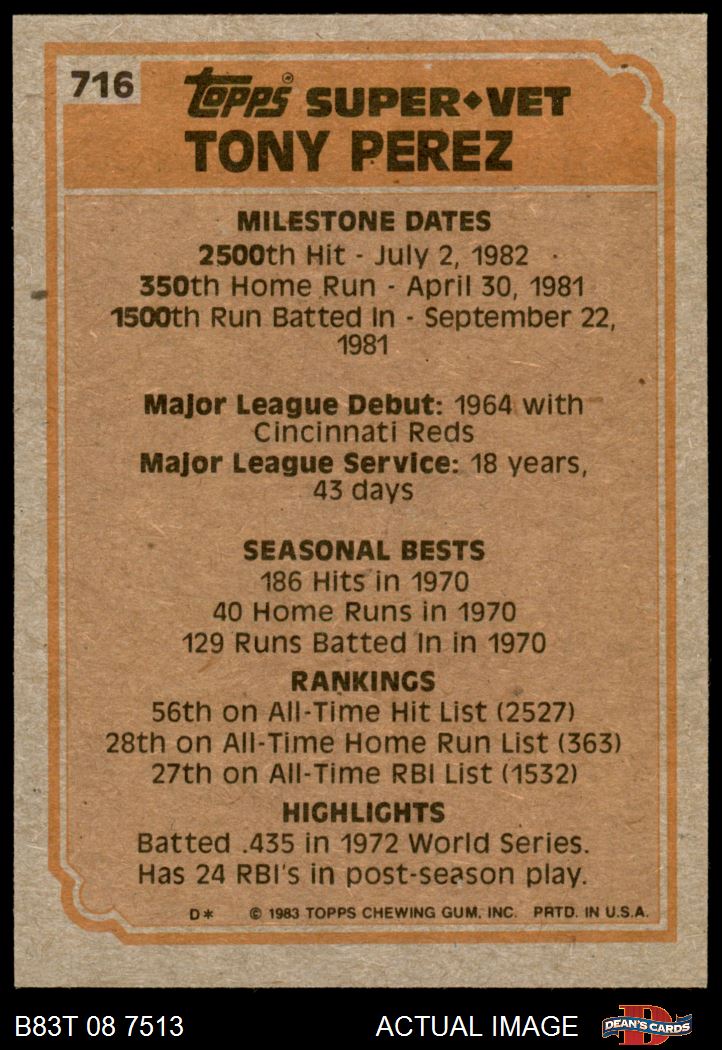 716
Topps® SUPER◆VET
TONY PEREZ
MILESTONE DATES
2500th Hit - July 2, 1982
350th Home Run - April 30, 1981
1500th Run Batted In - September 22,
1981
Major League Debut: 1964 with
Cincinnati Reds
Major League Service: 18 years,
43 days
SEASONAL BESTS
186 Hits in 1970
40 Home Runs in 1970
129 Runs Batted In in 1970
RANKINGS
56th on All-Time Hit List (2527)
28th on All-Time Home Run List (363)
27th on All-Time RBI List (1532)
HIGHLIGHTS
Batted .435 in 1972 World Series.
Has 24 RBI's in post-season play.
D* © 1983 TOPPS CHEWING GUM, INC. PRTD. IN U.S.A.
B83T 08 7513 ACTUAL IMAGE D DEAN'S CARDS